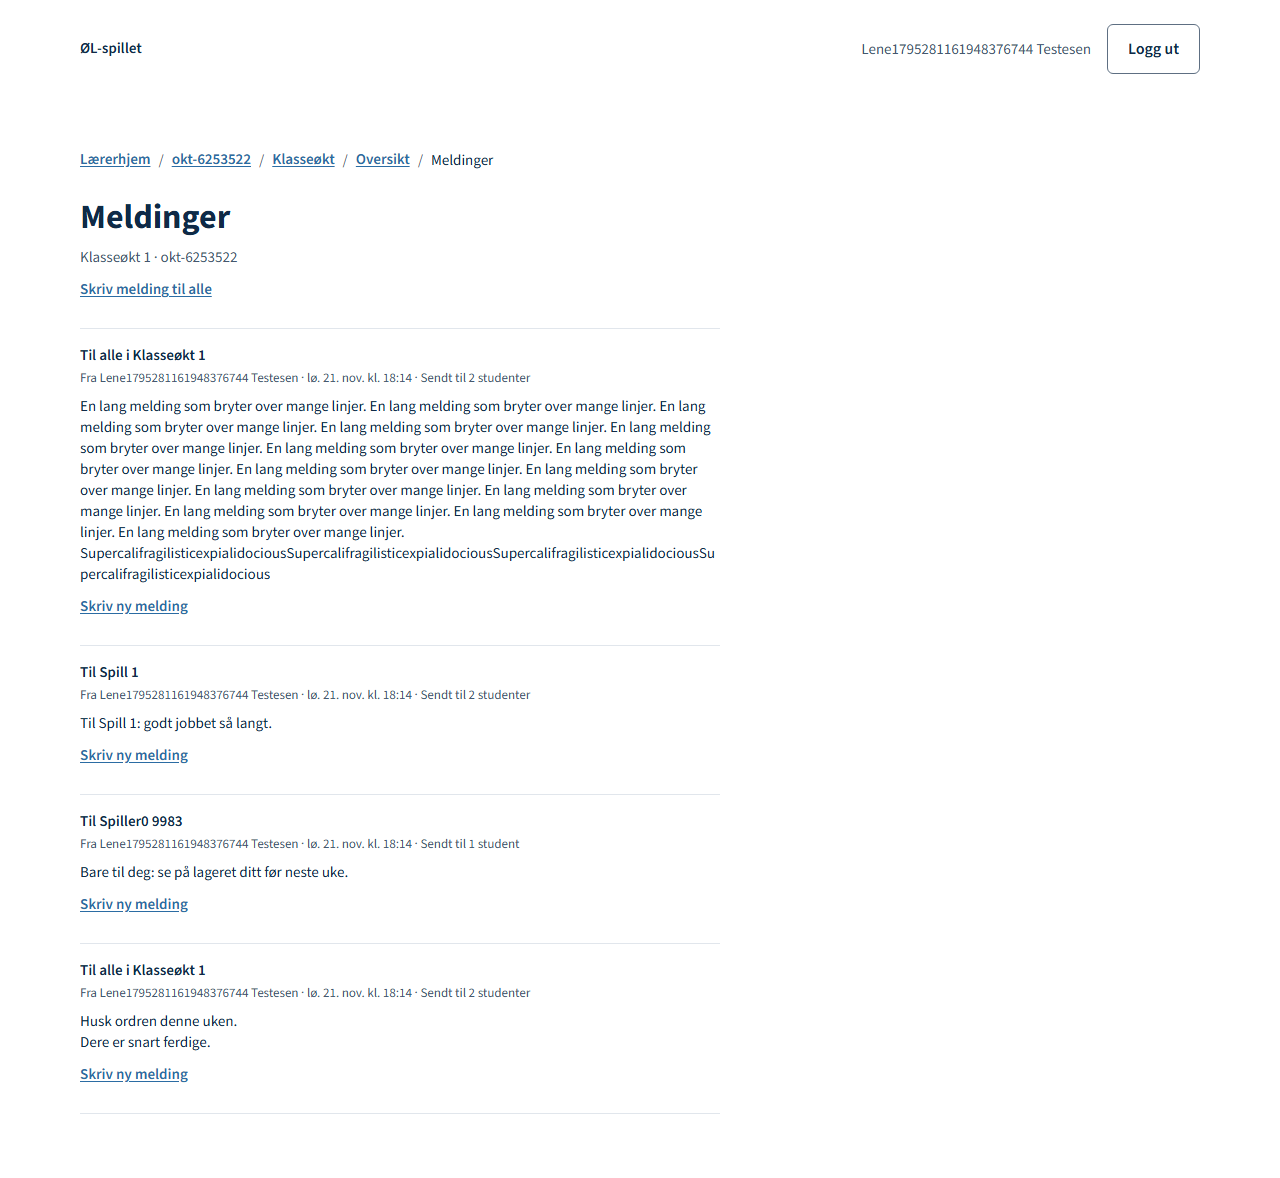 ØL-spillet
Lene1795281161948376744 Testesen
Logg ut
Lærerhjem / okt-6253522 / Klasseøkt / Oversikt / Meldinger
Meldinger
Klasseøkt 1 · okt-6253522
Skriv melding til alle
Til alle i Klasseøkt 1
Fra Lene1795281161948376744 Testesen · lø. 21. nov. kl. 18:14 · Sendt til 2 studenter
En lang melding som bryter over mange linjer. En lang melding som bryter over mange linjer. En lang
melding som bryter over mange linjer. En lang melding som bryter over mange linjer. En lang melding
som bryter over mange linjer. En lang melding som bryter over mange linjer. En lang melding som
bryter over mange linjer. En lang melding som bryter over mange linjer. En lang melding som bryter
over mange linjer. En lang melding som bryter over mange linjer. En lang melding som bryter over
mange linjer. En lang melding som bryter over mange linjer. En lang melding som bryter over mange
linjer. En lang melding som bryter over mange linjer.
SupercalifragilisticexpialidociousSupercalifragilisticexpialidociousSupercalifragilisticexpialidociousSu
percalifragilisticexpialidocious
Skriv ny melding
Til Spill 1
Fra Lene1795281161948376744 Testesen · lø. 21. nov. kl. 18:14 · Sendt til 2 studenter
Til Spill 1: godt jobbet så langt.
Skriv ny melding
Til Spiller0 9983
Fra Lene1795281161948376744 Testesen · lø. 21. nov. kl. 18:14 · Sendt til 1 student
Bare til deg: se på lageret ditt før neste uke.
Skriv ny melding
Til alle i Klasseøkt 1
Fra Lene1795281161948376744 Testesen · lø. 21. nov. kl. 18:14 · Sendt til 2 studenter
Husk ordren denne uken.
Dere er snart ferdige.
Skriv ny melding